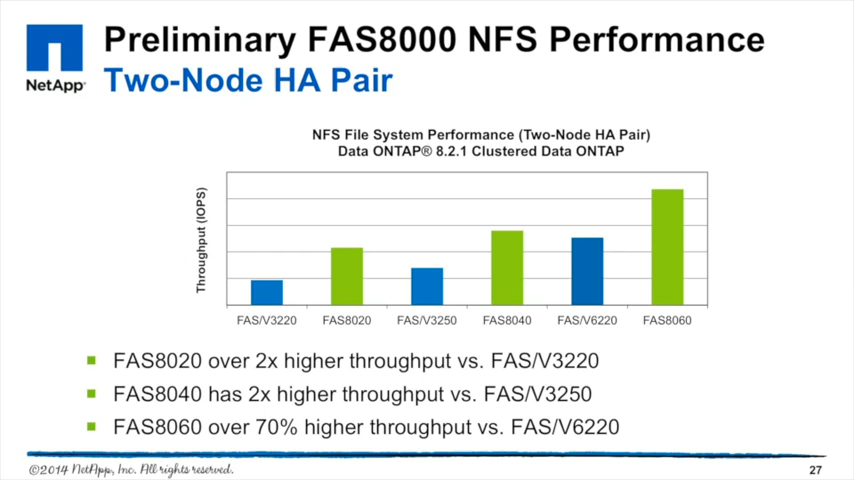 NetApp®
Preliminary FAS8000 NFS Performance
Two-Node HA Pair
NFS File System Performance (Two-Node HA Pair)
Data ONTAP® 8.2.1 Clustered Data ONTAP
Throughput (IOPS)
FAS/V3220 FAS8020 FAS/V3250 FAS8040 FAS/V6220 FAS8060
FAS8020 over 2x higher throughput vs. FAS/V3220
FAS8040 has 2x higher throughput vs. FAS/V3250
FAS8060 over 70% higher throughput vs. FAS/V6220
©2014 NetApp, Inc. All rights reserved.
27